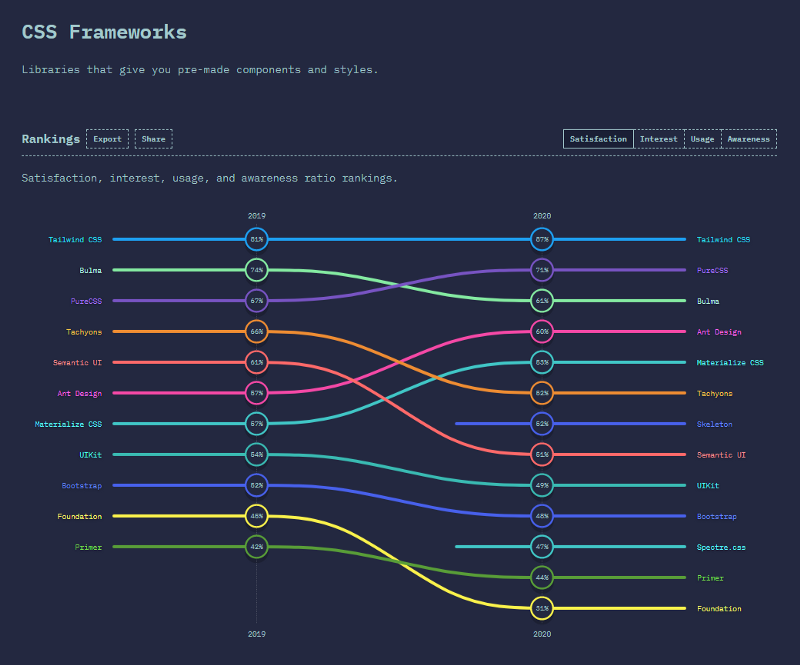 CSS Frameworks
Libraries that give you pre-made components and styles.
Rankings Export Share Satisfaction Interest Usage Awareness
Satisfaction, interest, usage, and awareness ratio rankings.
2019 2020
Tailwind CSS 81% 87% Tailwind CSS
Bulma 74% 71% PureCSS
PureCSS 67% 61% Bulma
Tachyons 66% 60% Ant Design
Semantic UI 61% 53% Materialize CSS
Ant Design 57% 52% Tachyons
Materialize CSS 57% 52% Skeleton
UIKit 54% 51% Semantic UI
Bootstrap 52% 49% UIKit
Foundation 48% Bootstrap
Primer 42% 47% Spectre.css
44% Primer
31% Foundation
2019 2020